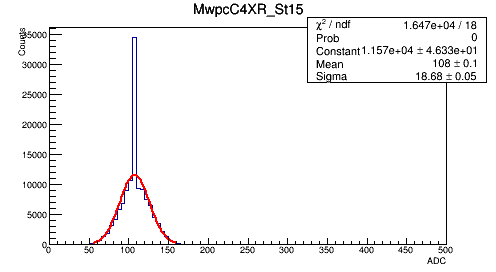 MwpcC4XR_St15
χ² / ndf 1.647e+04 / 18
Prob 0
Constant 1.157e+04 ± 4.633e+01
Mean 108 ± 0.1
Sigma 18.68 ± 0.05
Counts
35000
30000
25000
20000
15000
10000
5000
0
0 50 100 150 200 250 300 350 400 450 500
ADC